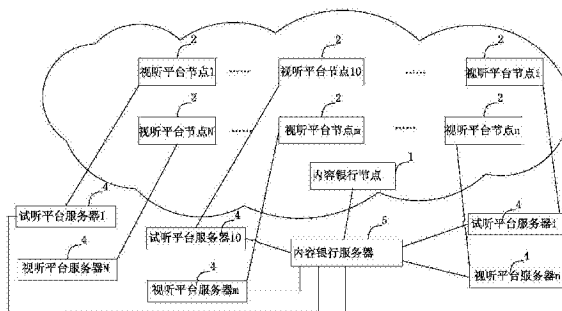 2 2 2
视听平台节点1 …… 视听平台节点10 …… 视听平台节点i
2 2 2
视听平台节点N …… 视听平台节点m …… 视听平台节点n
1
内容银行节点
4 4 5 4
试听平台服务器1 试听平台服务器10 内容银行服务器 试听平台服务器i
4 4 4
视听平台服务器N 视听平台服务器m 视听平台服务器n